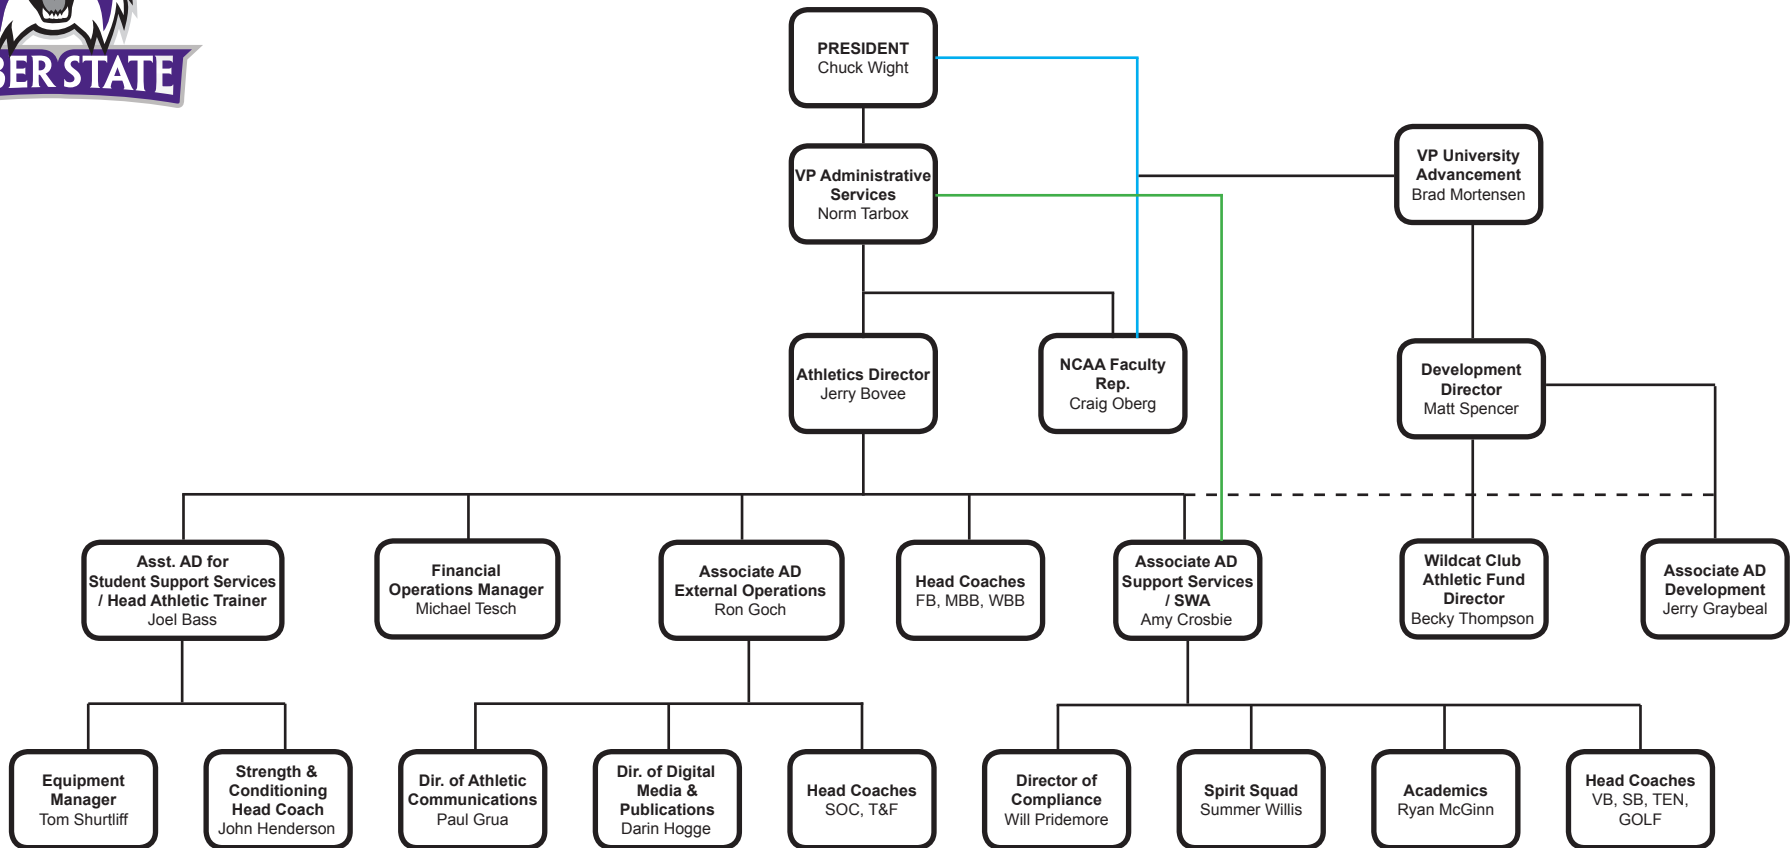 BER STATE
PRESIDENT
Chuck Wight
VP Administrative
Services
Norm Tarbox
VP University
Advancement
Brad Mortensen
Athletics Director
Jerry Bovee
NCAA Faculty
Rep.
Craig Oberg
Development
Director
Matt Spencer
Asst. AD for
Student Support Services
/ Head Athletic Trainer
Joel Bass
Financial
Operations Manager
Michael Tesch
Associate AD
External Operations
Ron Goch
Head Coaches
FB, MBB, WBB
Associate AD
Support Services
/ SWA
Amy Crosbie
Wildcat Club
Athletic Fund
Director
Becky Thompson
Associate AD
Development
Jerry Graybeal
Equipment
Manager
Tom Shurtliff
Strength &
Conditioning
Head Coach
John Henderson
Dir. of Athletic
Communications
Paul Grua
Dir. of Digital
Media &
Publications
Darin Hogge
Head Coaches
SOC, T&F
Director of
Compliance
Will Pridemore
Spirit Squad
Summer Willis
Academics
Ryan McGinn
Head Coaches
VB, SB, TEN,
GOLF